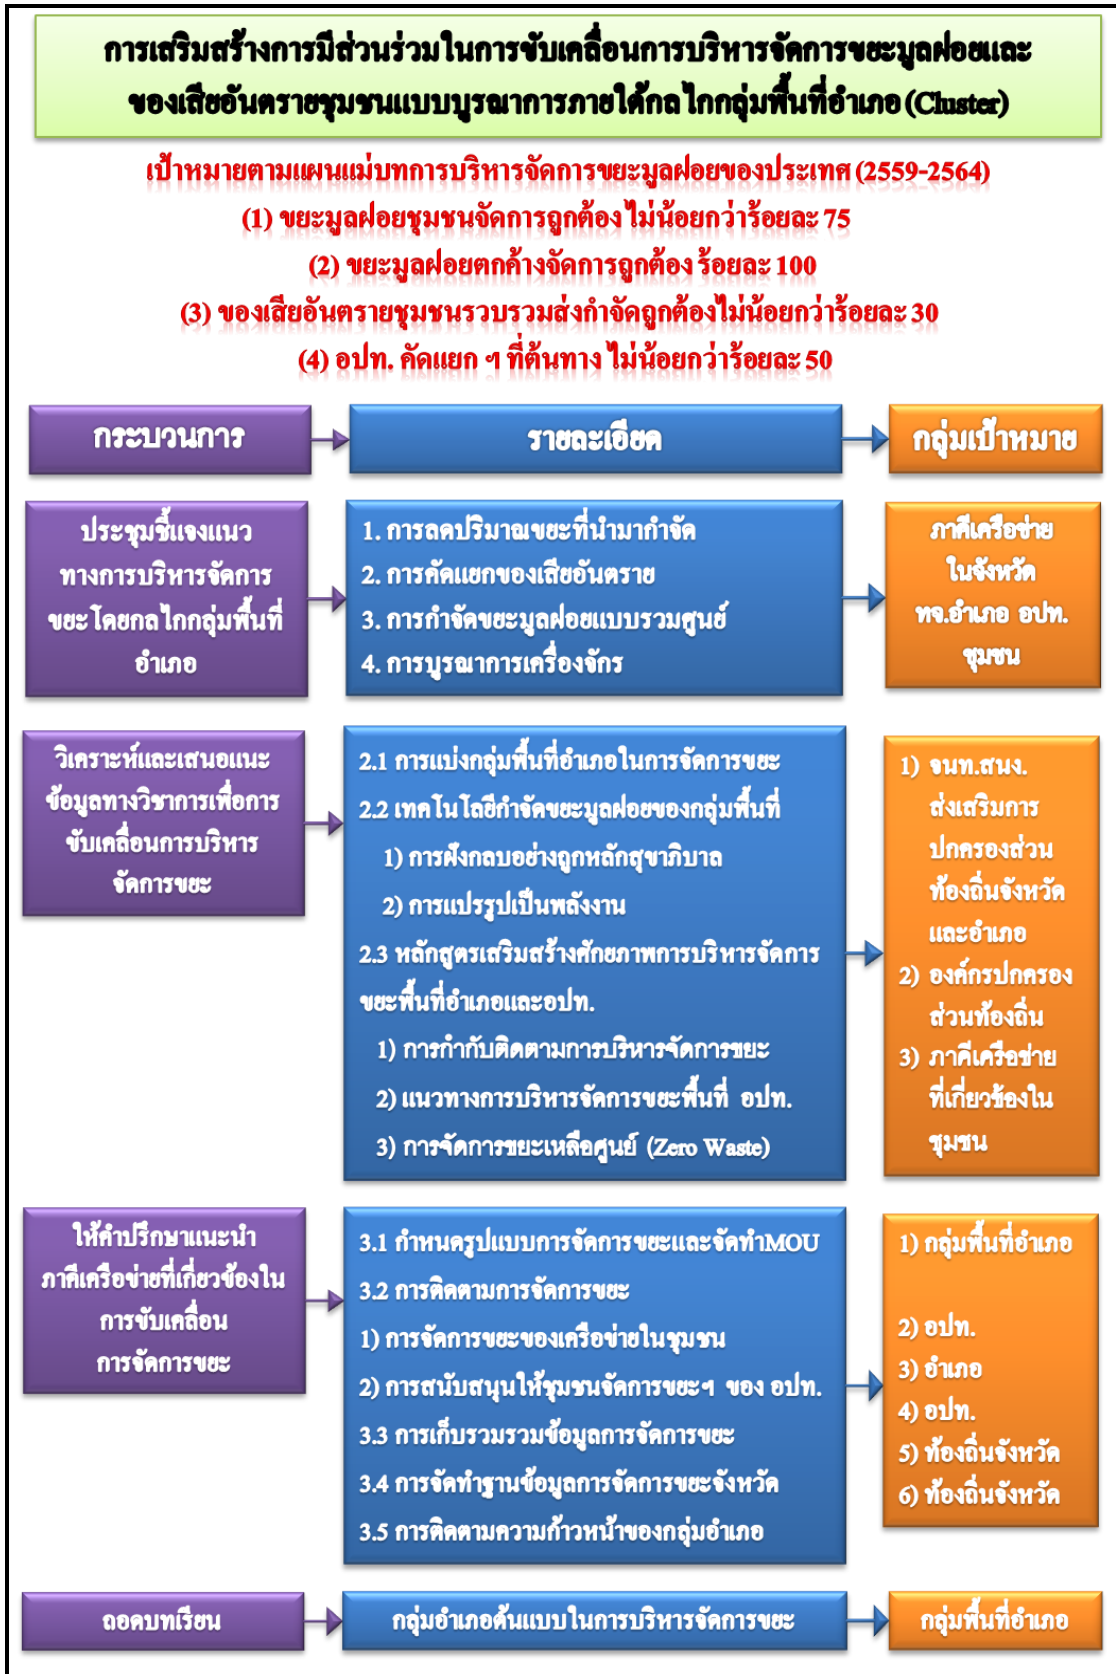 การเสริมสร้างการมีส่วนร่วมในการขับเคลื่อนการบริหารจัดการขยะมูลฝอยและ
ของเสียอันตรายชุมชนแบบบูรณาการภายใต้กลไกกลุ่มพื้นที่อำเภอ (Cluster)
เป้าหมายตามแผนแม่บทการบริหารจัดการขยะมูลฝอยของประเทศ (2559-2564)
(1) ขยะมูลฝอยชุมชนจัดการถูกต้อง ไม่น้อยกว่าร้อยละ 75
(2) ขยะมูลฝอยตกค้างจัดการถูกต้อง ร้อยละ 100
(3) ของเสียอันตรายชุมชนรวบรวมส่งกำจัดถูกต้องไม่น้อยกว่าร้อยละ 30
(4) อปท. คัดแยก ฯ ที่ต้นทาง ไม่น้อยกว่าร้อยละ 50
กระบวนการ
รายละเอียด
กลุ่มเป้าหมาย
ประชุมชี้แจงแนว
ทางการบริหารจัดการ
ขยะ โดยกลไกกลุ่มพื้นที่
อำเภอ
1. การลดปริมาณขยะที่นำมากำจัด
2. การคัดแยกของเสียอันตราย
3. การกำจัดขยะมูลฝอยแบบรวมศูนย์
4. การบูรณาการเครื่องจักร
ภาคีเครือข่าย
ในจังหวัด
ทจ.อำเภอ อปท.
ชุมชน
วิเคราะห์และเสนอแนะ
ข้อมูลทางวิชาการเพื่อการ
ขับเคลื่อนการบริหาร
จัดการขยะ
2.1 การแบ่งกลุ่มพื้นที่อำเภอในการจัดการขยะ
2.2 เทคโนโลยีกำจัดขยะมูลฝอยของกลุ่มพื้นที่
1) การฝังกลบอย่างถูกหลักสุขาภิบาล
2) การแปรรูปเป็นพลังงาน
2.3 หลักสูตรเสริมสร้างศักยภาพการบริหารจัดการ
ขยะพื้นที่อำเภอและอปท.
1) การกำกับติดตามการบริหารจัดการขยะ
2) แนวทางการบริหารจัดการขยะพื้นที่ อปท.
3) การจัดการขยะเหลือศูนย์ (Zero Waste)
1) จนท.สนง.
ส่งเสริมการ
ปกครองส่วน
ท้องถิ่นจังหวัด
และอำเภอ
2) องค์กรปกครอง
ส่วนท้องถิ่น
3) ภาคีเครือข่าย
ที่เกี่ยวข้องใน
ชุมชน
ให้คำปรึกษาแนะนำ
ภาคีเครือข่ายที่เกี่ยวข้องใน
การขับเคลื่อน
การจัดการขยะ
3.1 กำหนดรูปแบบการจัดการขยะและจัดทำMOU
3.2 การติดตามการจัดการขยะ
1) การจัดการขยะของเครือข่ายในชุมชน
2) การสนับสนุนให้ชุมชนจัดการขยะฯ ของ อปท.
3.3 การเก็บรวมรวมข้อมูลการจัดการขยะ
3.4 การจัดทำฐานข้อมูลการจัดการขยะจังหวัด
3.5 การติดตามความก้าวหน้าของกลุ่มอำเภอ
1) กลุ่มพื้นที่อำเภอ
2) อปท.
3) อำเภอ
4) อปท.
5) ท้องถิ่นจังหวัด
6) ท้องถิ่นจังหวัด
ถอดบทเรียน
กลุ่มอำเภอต้นแบบในการบริหารจัดการขยะ
กลุ่มพื้นที่อำเภอ